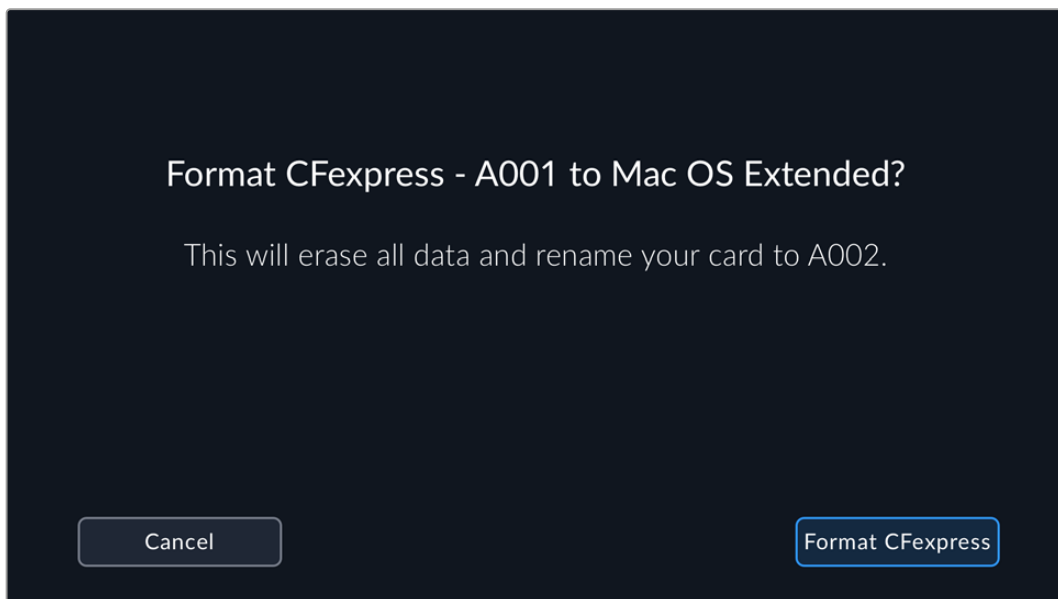 Format CFexpress - A001 to Mac OS Extended?
This will erase all data and rename your card to A002.
Cancel
Format CFexpress